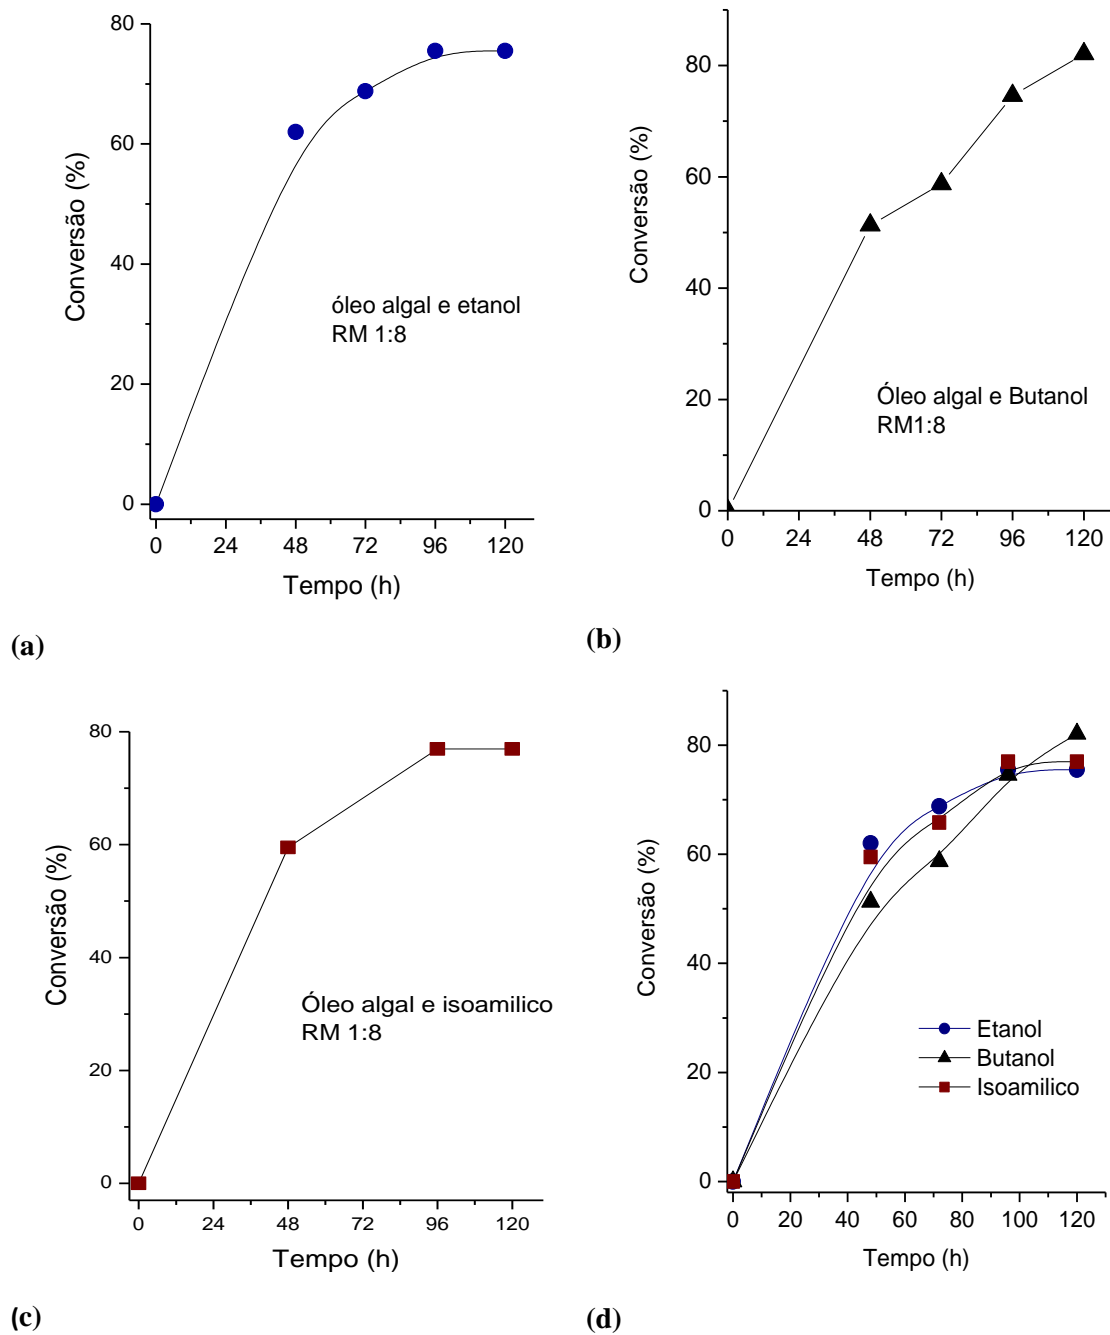 80
60
40
20
0
Conversão (%)
óleo algal e etanol
RM 1:8
0 24 48 72 96 120
Tempo (h)
(a)
80
60
40
20
0
Conversão (%)
Óleo algal e Butanol
RM1:8
0 24 48 72 96 120
Tempo (h)
(b)
80
60
40
20
0
Conversão (%)
Óleo algal e isoamilico
RM 1:8
0 24 48 72 96 120
Tempo (h)
(c)
80
60
40
20
0
Conversão (%)
Etanol
Butanol
Isoamilico
0 20 40 60 80 100 120
Tempo (h)
(d)